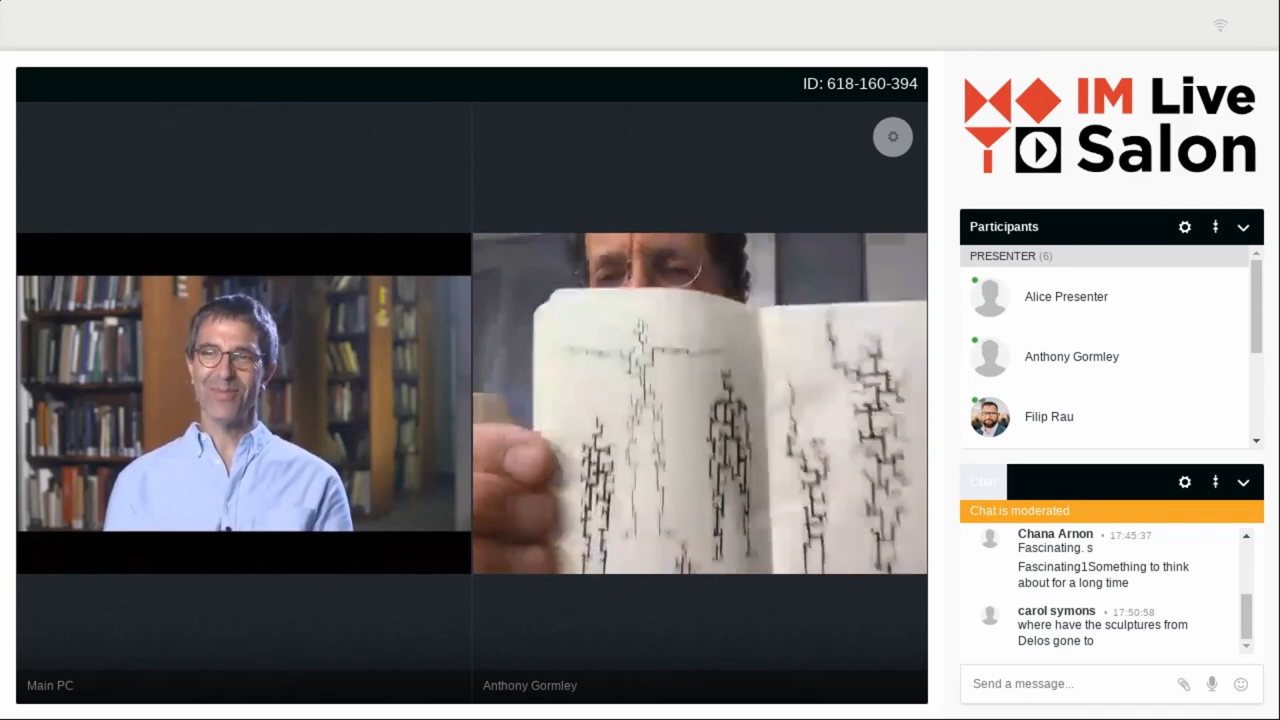 ID: 618-160-394
IM Live
Salon
Participants
PRESENTER (6)
Alice Presenter
Anthony Gormley
Filip Rau
Chat
Chat is moderated
Chana Arnon • 17:45:37
Fascinating. s
Fascinating1Something to think
about for a long time
carol symons • 17:50:58
where have the sculptures from
Delos gone to
Send a message...
Main PC
Anthony Gormley